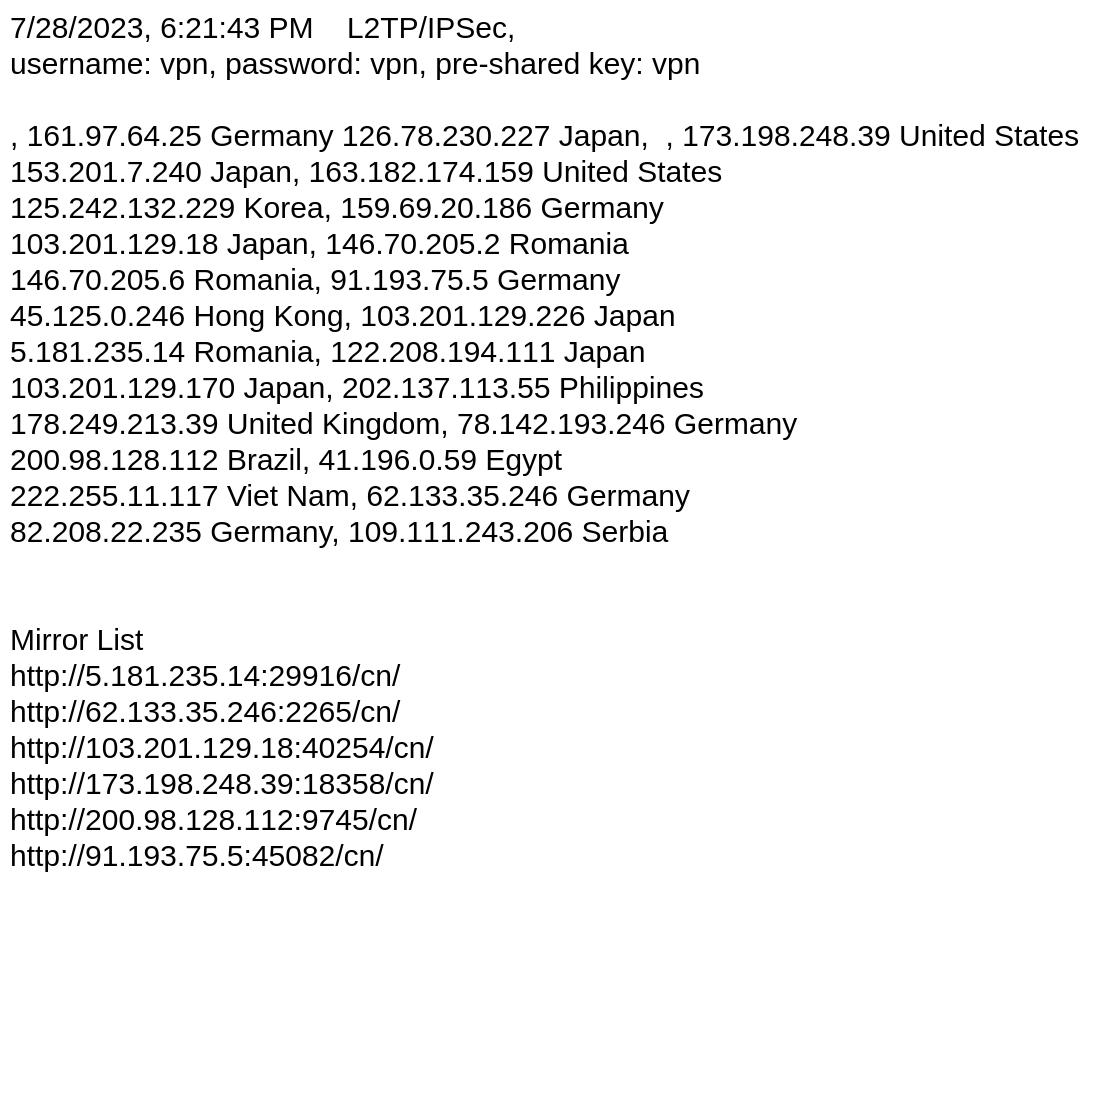 7/28/2023, 6:21:43 PM    L2TP/IPSec,
username: vpn, password: vpn, pre-shared key: vpn
, 161.97.64.25 Germany 126.78.230.227 Japan,  , 173.198.248.39 United States
153.201.7.240 Japan, 163.182.174.159 United States
125.242.132.229 Korea, 159.69.20.186 Germany
103.201.129.18 Japan, 146.70.205.2 Romania
146.70.205.6 Romania, 91.193.75.5 Germany
45.125.0.246 Hong Kong, 103.201.129.226 Japan
5.181.235.14 Romania, 122.208.194.111 Japan
103.201.129.170 Japan, 202.137.113.55 Philippines
178.249.213.39 United Kingdom, 78.142.193.246 Germany
200.98.128.112 Brazil, 41.196.0.59 Egypt
222.255.11.117 Viet Nam, 62.133.35.246 Germany
82.208.22.235 Germany, 109.111.243.206 Serbia
Mirror List
http://5.181.235.14:29916/cn/
http://62.133.35.246:2265/cn/
http://103.201.129.18:40254/cn/
http://173.198.248.39:18358/cn/
http://200.98.128.112:9745/cn/
http://91.193.75.5:45082/cn/